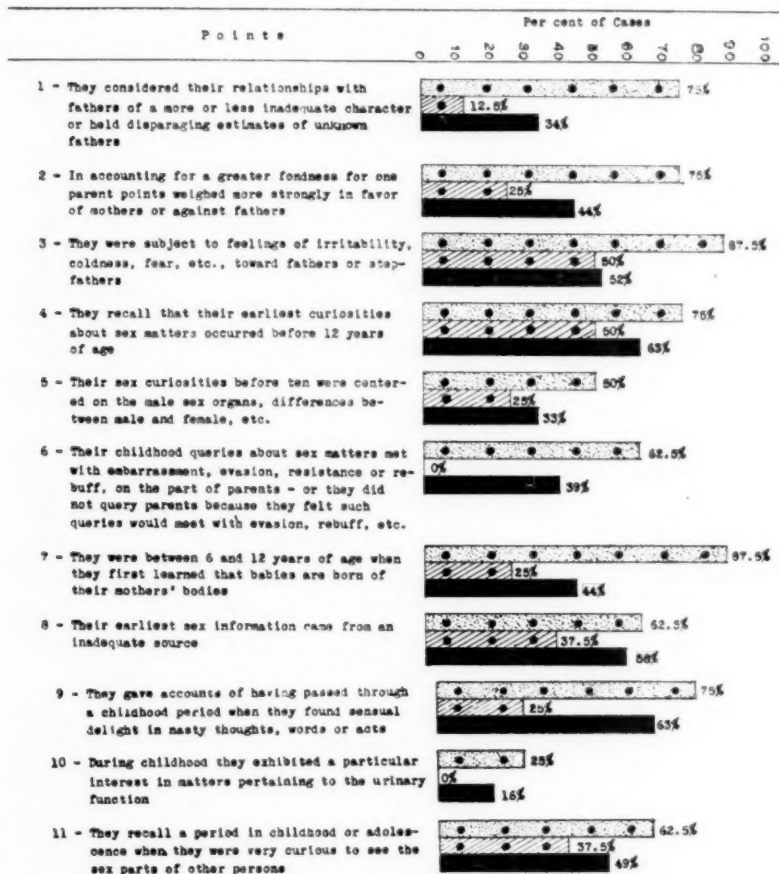 Points
Per cent of Cases
0 10 20 30 40 50 60 70 80 90 100
1 - They considered their relationships with
fathers of a more or less inadequate character
or held disparaging estimates of unknown
fathers
75%
12.5%
34%
2 - In accounting for a greater fondness for one
parent points weighed more strongly in favor
of mothers or against fathers
75%
25%
44%
3 - They were subject to feelings of irritability,
coldness, fear, etc., toward fathers or step-
fathers
87.5%
50%
52%
4 - They recall that their earliest curiosities
about sex matters occurred before 12 years
of age
75%
50%
63%
5 - Their sex curiosities before ten were center-
ed on the male sex organs, differences be-
tween male and female, etc.
50%
25%
33%
6 - Their childhood queries about sex matters met
with embarrassment, evasion, resistance or re-
buff, on the part of parents - or they did
not query parents because they felt such
queries would meet with evasion, rebuff, etc.
62.5%
0%
39%
7 - They were between 6 and 12 years of age when
they first learned that babies are born of
their mothers' bodies
87.5%
25%
44%
8 - Their earliest sex information came from an
inadequate source
62.5%
37.5%
58%
9 - They gave accounts of having passed through
a childhood period when they found sensual
delight in nasty thoughts, words or acts
75%
25%
63%
10 - During childhood they exhibited a particular
interest in matters pertaining to the urinary
function
25%
0%
16%
11 - They recall a period in childhood or adoles-
cence when they were very curious to see the
sex parts of other persons
62.5%
37.5%
49%